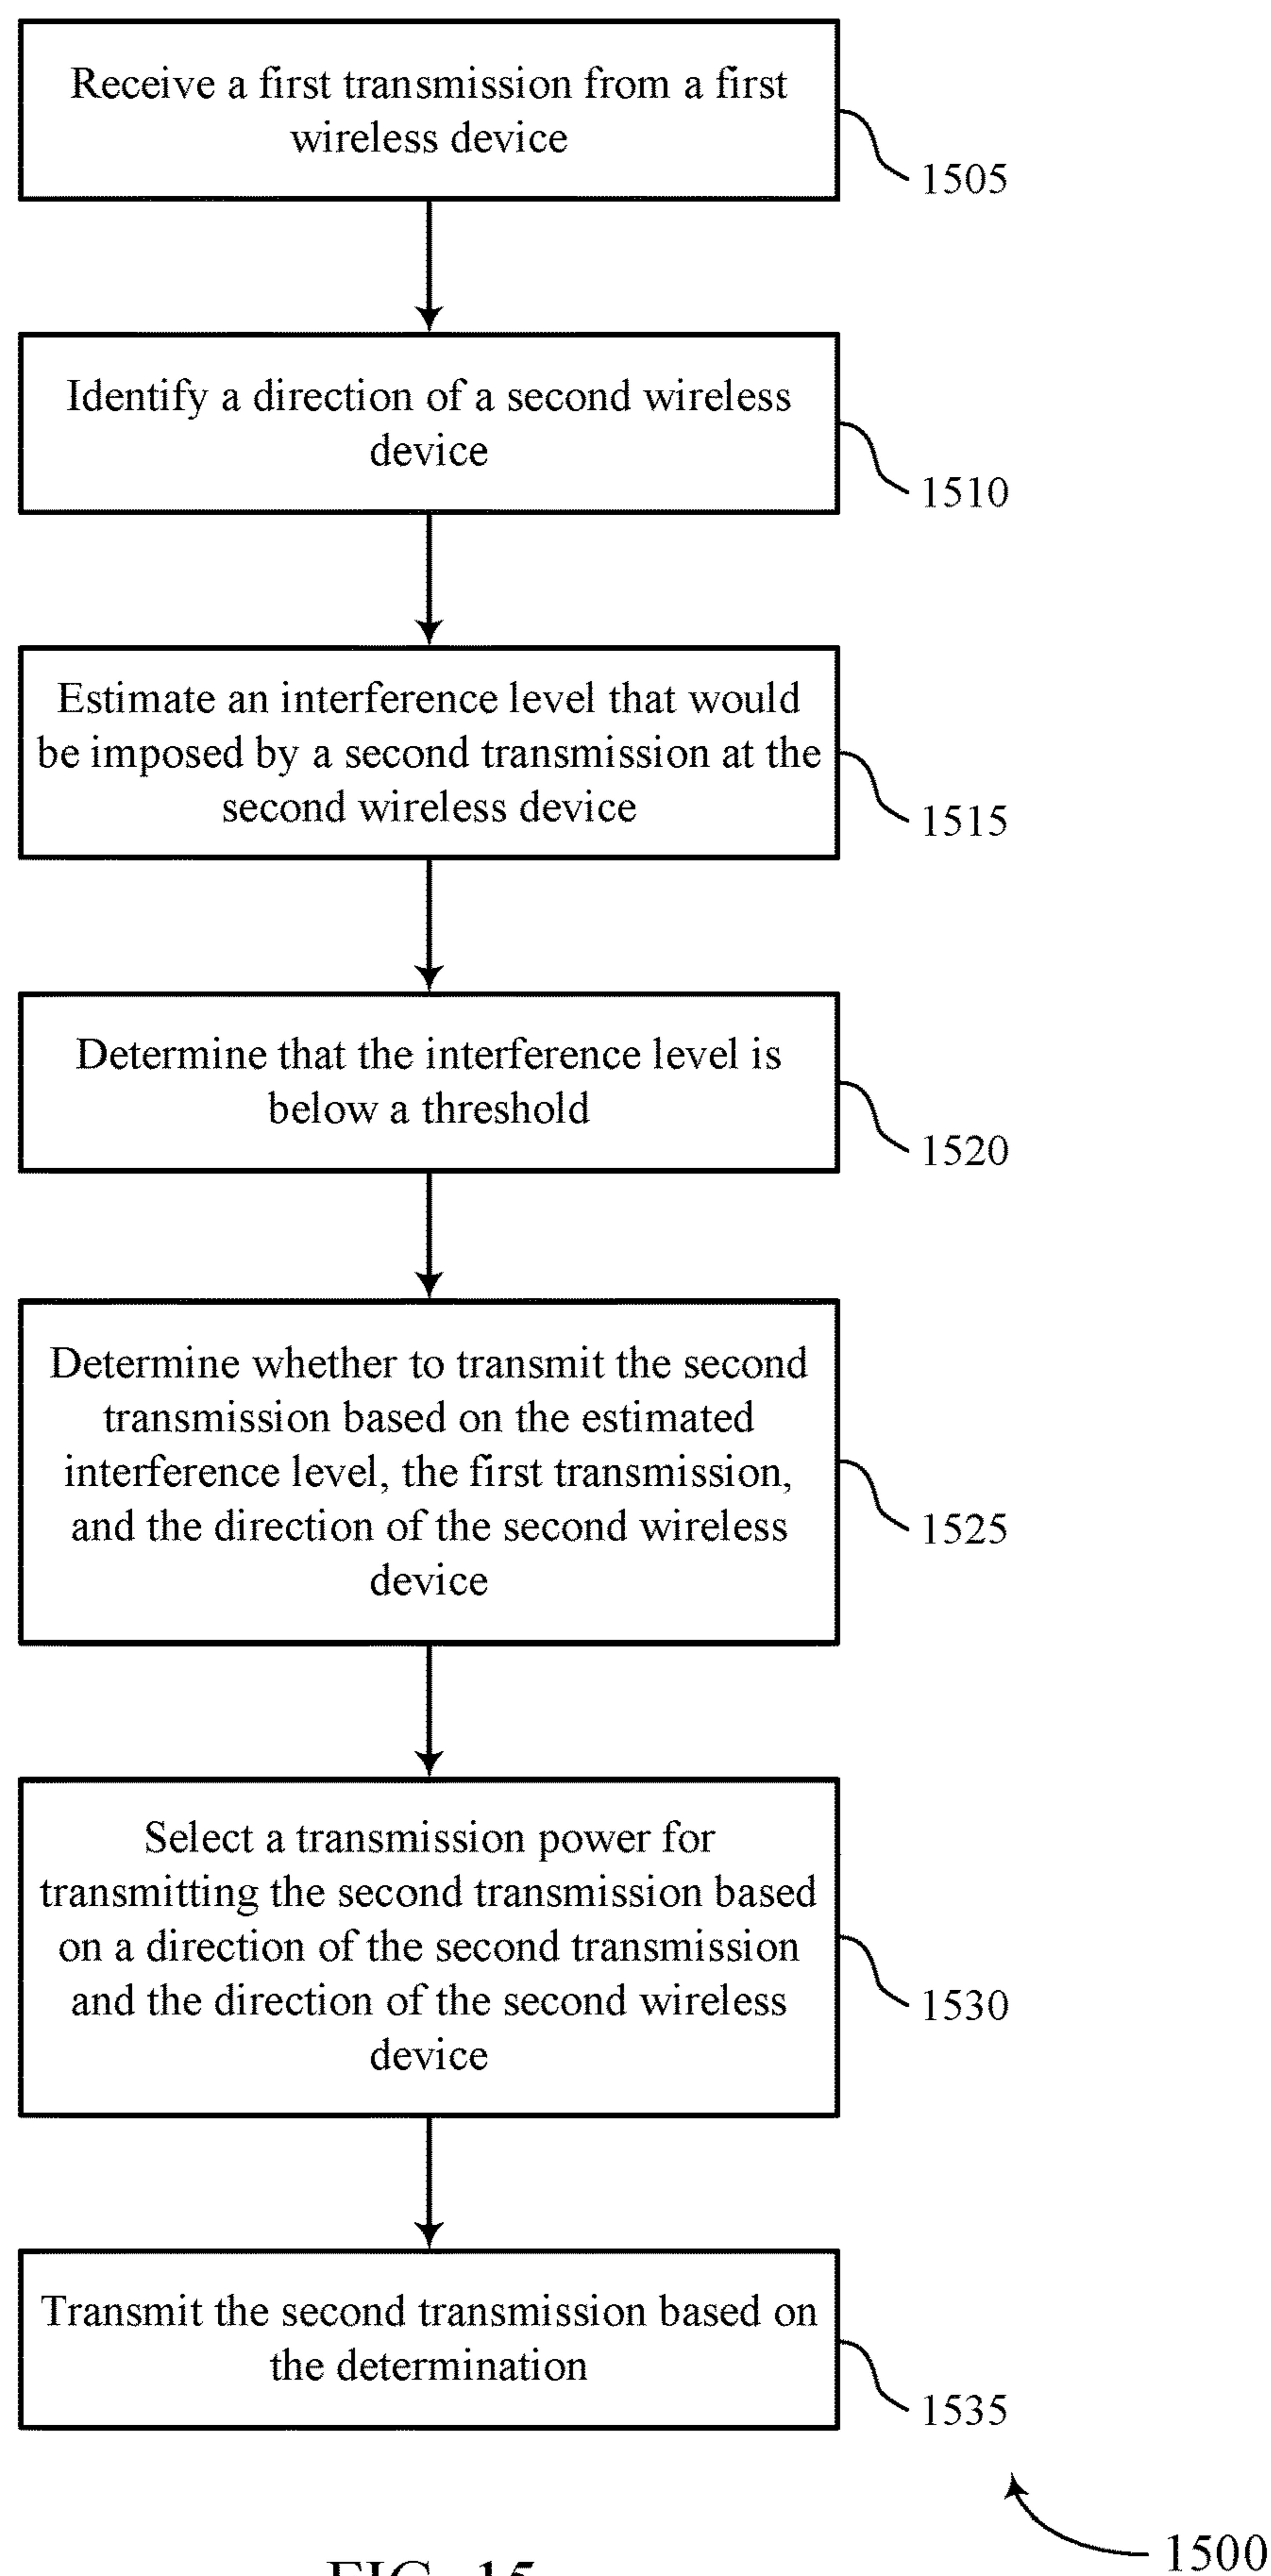 Receive a first transmission from a first
wireless device
1505
Identify a direction of a second wireless
device
1510
Estimate an interference level that would
be imposed by a second transmission at the
second wireless device
1515
Determine that the interference level is
below a threshold
1520
Determine whether to transmit the second
transmission based on the estimated
interference level, the first transmission,
and the direction of the second wireless
device
1525
Select a transmission power for
transmitting the second transmission based
on a direction of the second transmission
and the direction of the second wireless
device
1530
Transmit the second transmission based on
the determination
1535
1500
FIG. 15